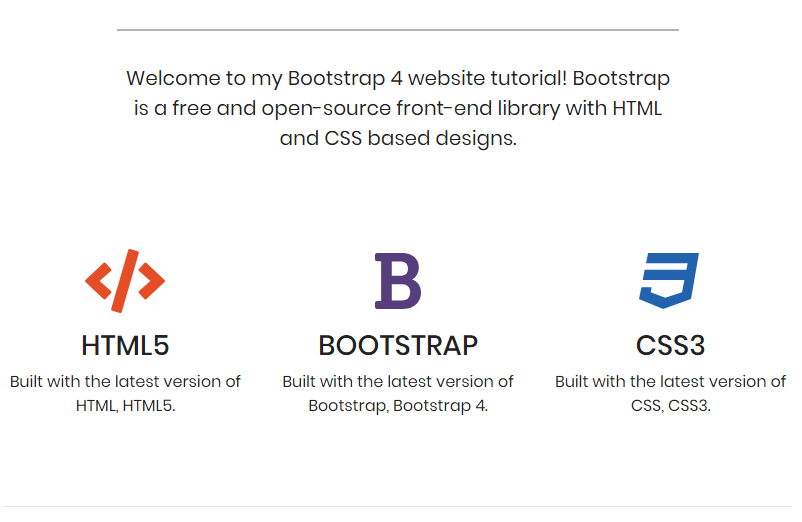 Welcome to my Bootstrap 4 website tutorial! Bootstrap
is a free and open-source front-end library with HTML
and CSS based designs.
B
HTML5
Built with the latest version of
HTML, HTML5.
BOOTSTRAP
Built with the latest version of
Bootstrap, Bootstrap 4.
CSS3
Built with the latest version of
CSS, CSS3.